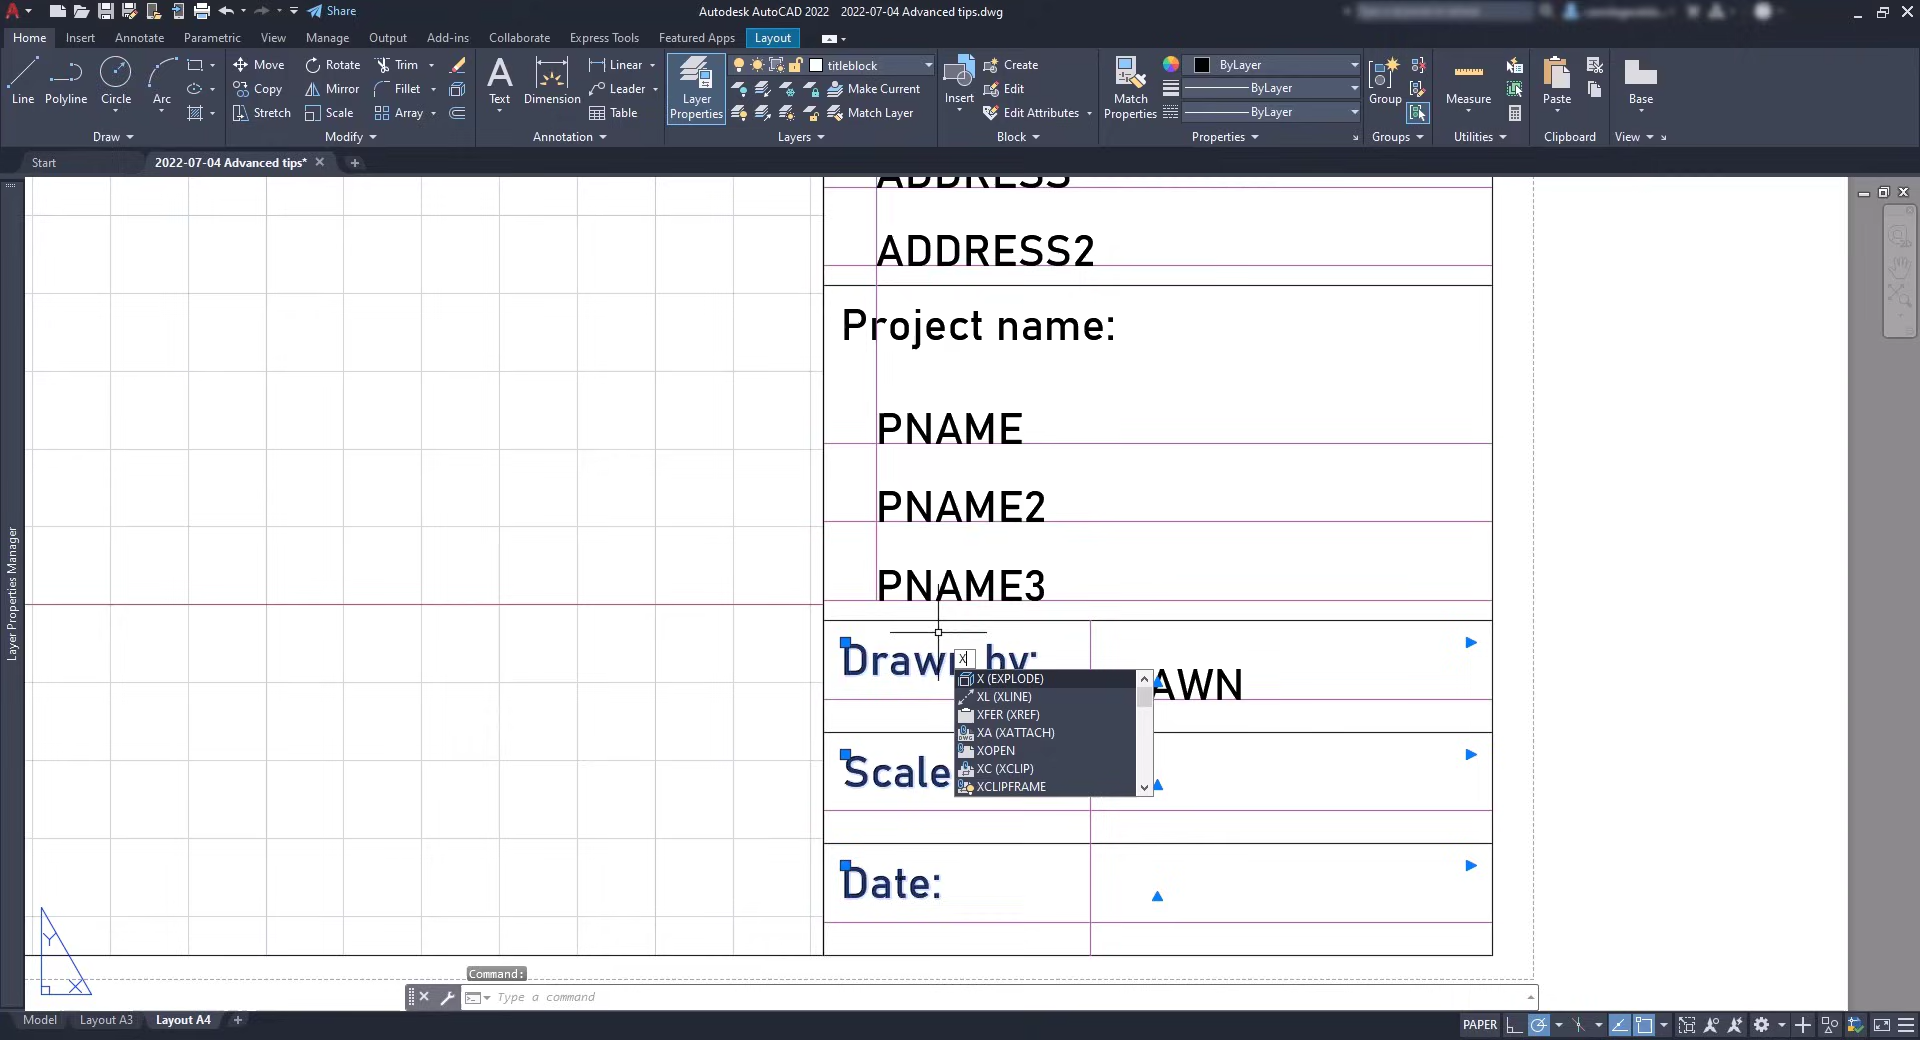 Share
Autodesk AutoCAD 2022 2022-07-04 Advanced tips.dwg
Home Insert Annotate Parametric View Manage Output Add-ins Collaborate Express Tools Featured Apps Layout
Line
Polyline
Circle
Arc
Draw
Move Rotate Trim
Copy Mirror Fillet
Stretch Scale Array
Modify
Text
Dimension
Linear
Leader
Table
Annotation
Layer
Properties
titleblock
Make Current
Match Layer
Layers
Insert
Create
Edit
Edit Attributes
Block
Match
Properties
ByLayer
ByLayer
ByLayer
Properties
Group
Groups
Measure
Utilities
Paste
Clipboard
Base
View
Start 2022-07-04 Advanced tips*
ADDRESS
ADDRESS2
Project name:
PNAME
PNAME2
PNAME3
Drawn by:
AWN
X
X (EXPLODE)
XL (XLINE)
XFER (XREF)
XA (XATTACH)
XOPEN
XC (XCLIP)
XCLIPFRAME
Scale
Date:
Layer Properties Manager
Y
X
Command:
Type a command
Model Layout A3 Layout A4
PAPER